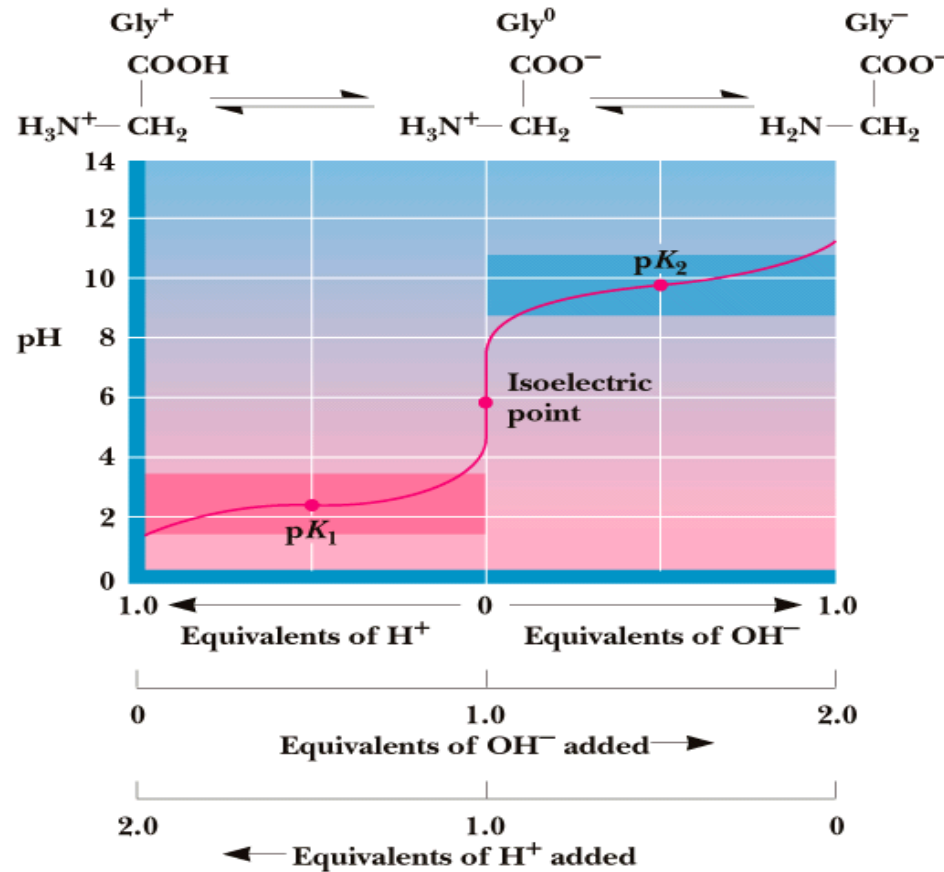 Gly⁺ Gly⁰ Gly⁻
COOH COO⁻ COO⁻
H₃N⁺—CH₂ H₃N⁺—CH₂ H₂N—CH₂
14
12
10
pK₂
pH
8
6
Isoelectric
point
4
2
pK₁
0
1.0 0 1.0
Equivalents of H⁺ Equivalents of OH⁻
0 1.0 2.0
Equivalents of OH⁻ added
2.0 1.0 0
Equivalents of H⁺ added